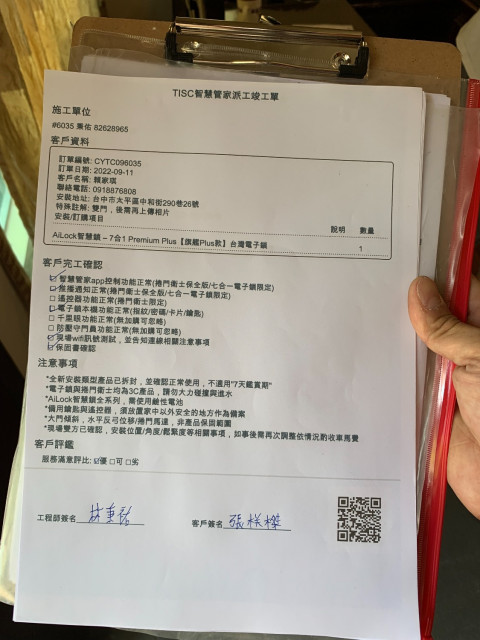 TISC智慧管家派工竣工單
施工單位
#6035 票佑 82628965
客戶資料
訂單編號: CYTC096035
訂單日期: 2022-09-11
客戶名稱: 賴家琪
聯絡電話: 0918876808
安裝地址: 台中市太平區中和街290巷26號
特殊註解: 雙門，後需再上傳相片
安裝/訂購項目 說明 數量
AiLock智慧鎖 – 7合1 Premium Plus【旗艦Plus款】台灣電子鎖 1
客戶完工確認
☑智慧管家app控制功能正常(捲門衛士保全版/七合一電子鎖限定)
☑推播通知正常(捲門衛士保全版/七合一電子鎖限定)
□遙控器功能正常(捲門衛士限定)
☑電子鎖本機功能正常(指紋/密碼/卡片/鑰匙)
□千里眼功能正常(無加購可忽略)
□防壓守門員功能正常(無加購可忽略)
☑現場wifi訊號測試，並告知連線相關注意事項
☑保固書確認
注意事項
*全新安裝類型產品已拆封，並確認正常使用，不適用"7天鑑賞期"
*電子鎖與捲門衛士均為3C產品，請勿大力碰撞與進水
*AiLock智慧鎖全系列，需使用鹼性電池
*備用鑰匙與遙控器，須放置家中以外安全的地方作為備案
*大門傾斜，水平反弓位移/捲門馬達，非產品保固範圍
*現場雙方已確認，安裝位置/角度/鬆緊度等相關事項，如事後需再次調整依情況酌收車馬費
客戶評鑑
服務滿意評比: ☑優 □可 □劣
工程師簽名 客戶簽名